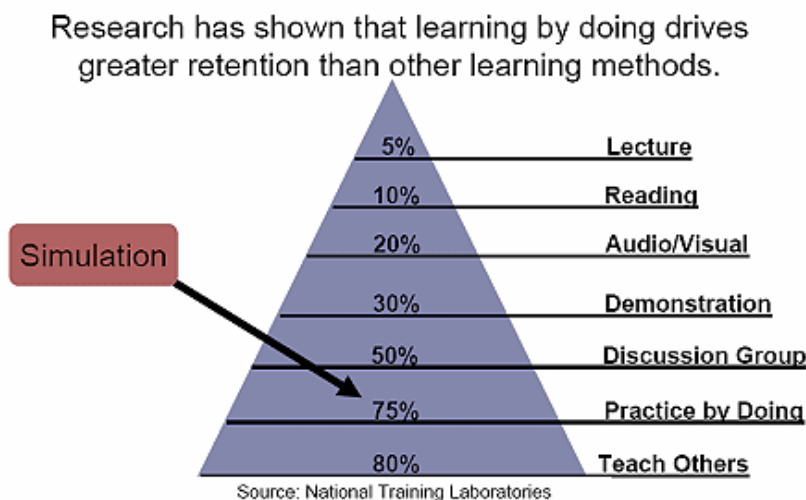 Research has shown that learning by doing drives
greater retention than other learning methods.
5% Lecture
10% Reading
20% Audio/Visual
Simulation
30% Demonstration
50% Discussion Group
75% Practice by Doing
80% Teach Others
Source: National Training Laboratories